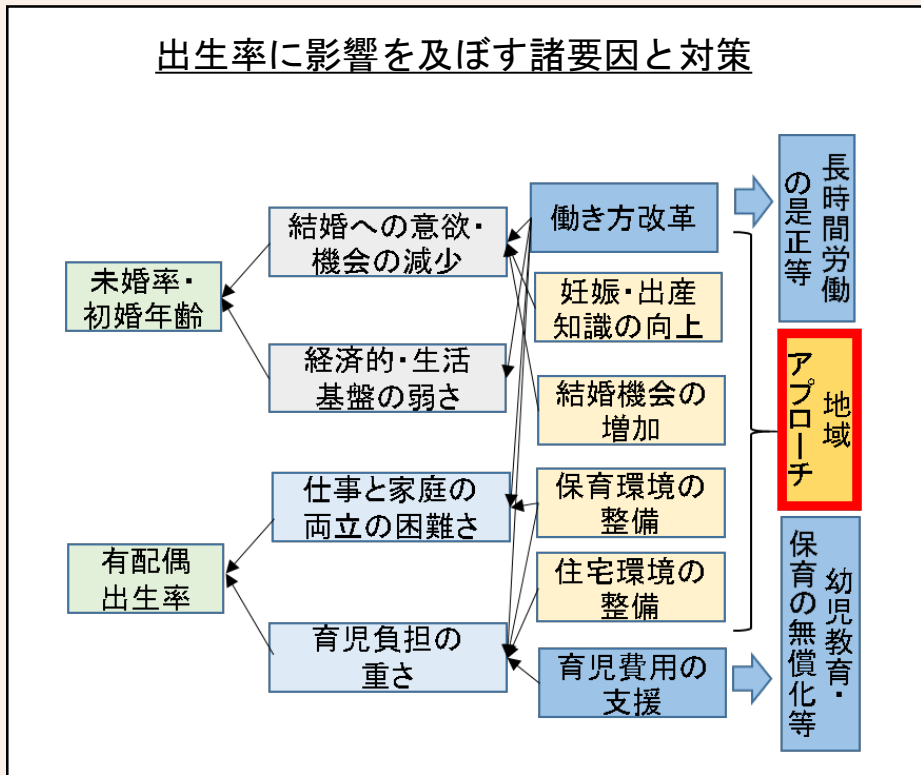 出生率に影響を及ぼす諸要因と対策
未婚率・
初婚年齢
有配偶
出生率
結婚への意欲・
機会の減少
経済的・生活
基盤の弱さ
仕事と家庭の
両立の困難さ
育児負担の
重さ
働き方改革
妊娠・出産
知識の向上
結婚機会の
増加
保育環境の
整備
住宅環境の
整備
育児費用の
支援
長時間労働
の是正等
地域
アプローチ
幼児教育・
保育の無償化等